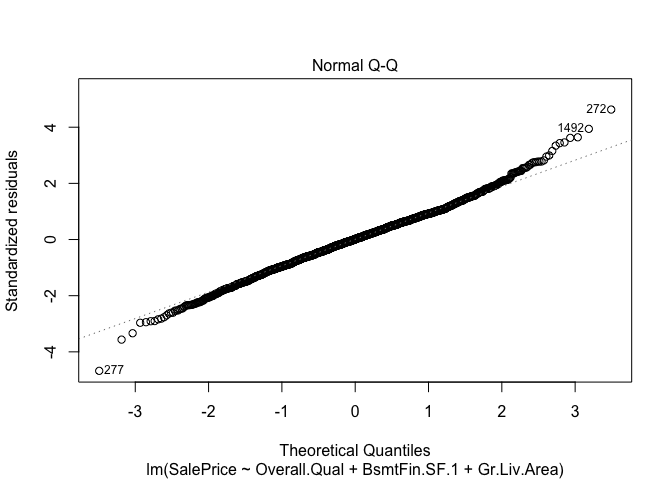 Normal Q-Q
Standardized residuals
4
2
0
-2
-4
272
1492
277
-3 -2 -1 0 1 2 3
Theoretical Quantiles
lm(SalePrice ~ Overall.Qual + BsmtFin.SF.1 + Gr.Liv.Area)